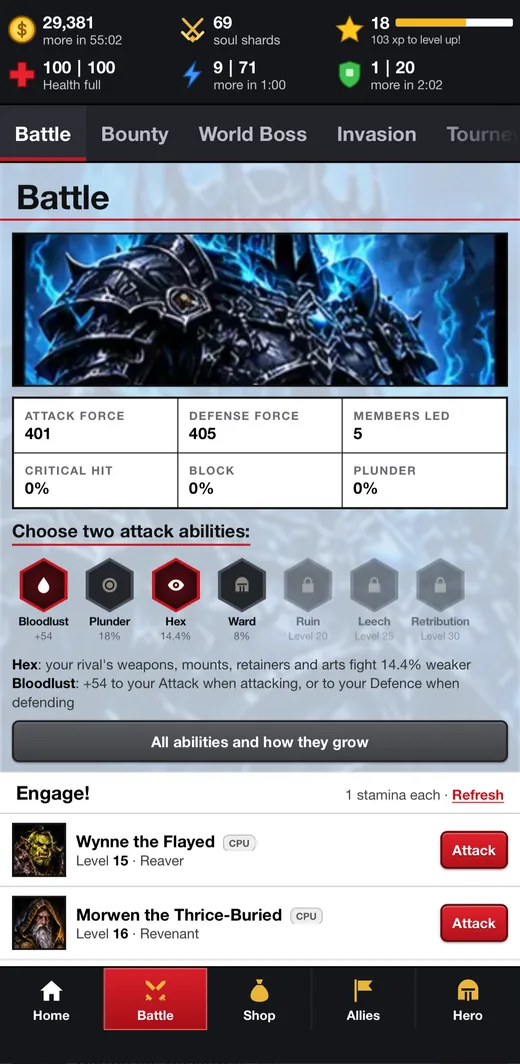 29,381
more in 55:02
69
soul shards
18
103 xp to level up!
100 | 100
Health full
9 | 71
more in 1:00
1 | 20
more in 2:02
Battle
Bounty
World Boss
Invasion
Tourne
Battle
ATTACK FORCE
401
DEFENSE FORCE
405
MEMBERS LED
5
CRITICAL HIT
0%
BLOCK
0%
PLUNDER
0%
Choose two attack abilities:
Bloodlust
+54
Plunder
18%
Hex
14.4%
Ward
8%
Ruin
Level 20
Leech
Level 25
Retribution
Level 30
Hex: your rival's weapons, mounts, retainers and arts fight 14.4% weaker
Bloodlust: +54 to your Attack when attacking, or to your Defence when
defending
All abilities and how they grow
Engage!
1 stamina each · Refresh
Wynne the Flayed CPU
Level 15 · Reaver
Attack
Morwen the Thrice-Buried CPU
Level 16 · Revenant
Attack
Home
Battle
Shop
Allies
Hero